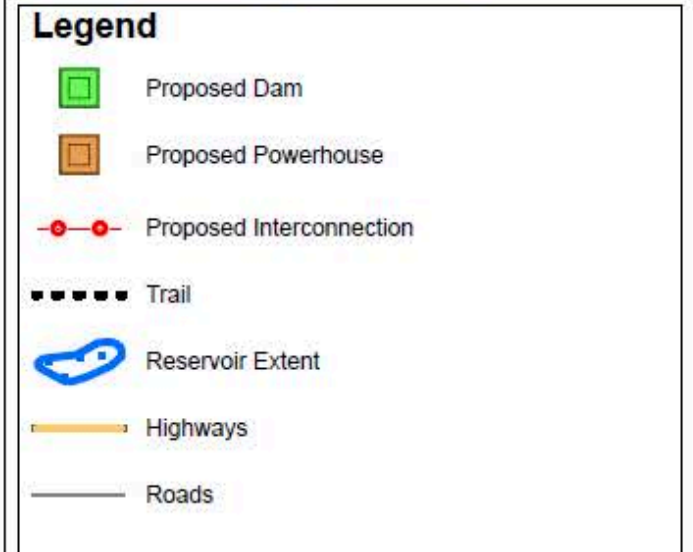 Legend
Proposed Dam
Proposed Powerhouse
Proposed Interconnection
Trail
Reservoir Extent
Highways
Roads